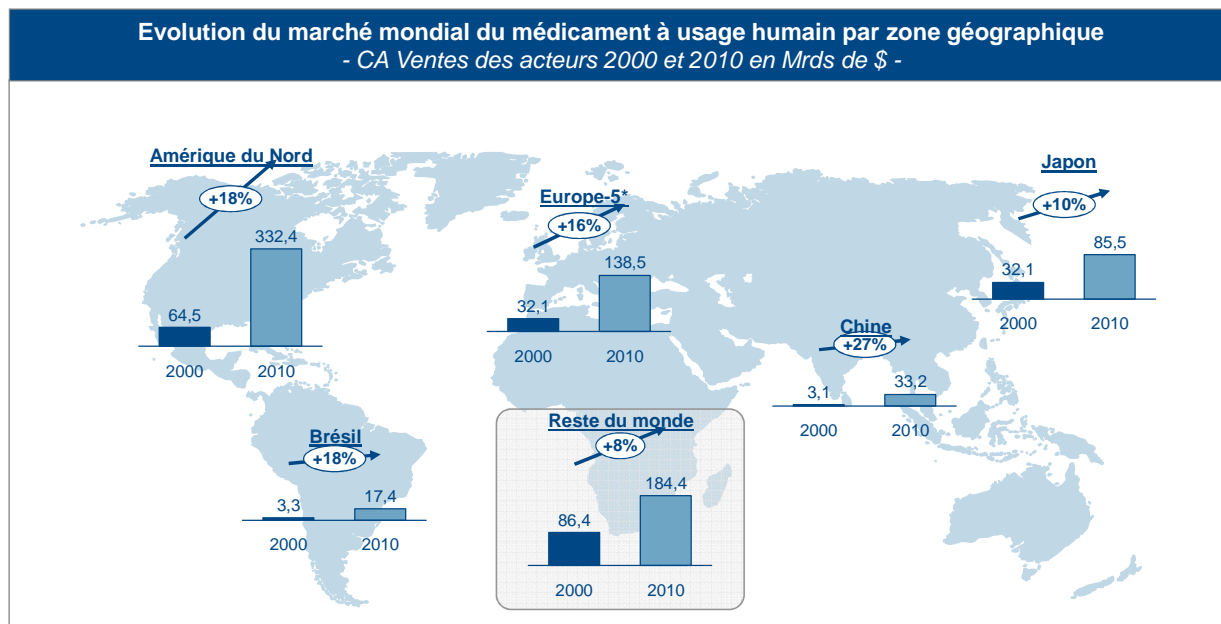 Evolution du marché mondial du médicament à usage humain par zone géographique
- CA Ventes des acteurs 2000 et 2010 en Mrds de $ -
Amérique du Nord
+18%
332,4
64,5
2000 2010
Europe-5*
+16%
138,5
32,1
2000 2010
Japon
+10%
85,5
32,1
2000 2010
Chine
+27%
3,1 33,2
2000 2010
Brésil
+18%
3,3 17,4
2000 2010
Reste du monde
+8%
184,4
86,4
2000 2010